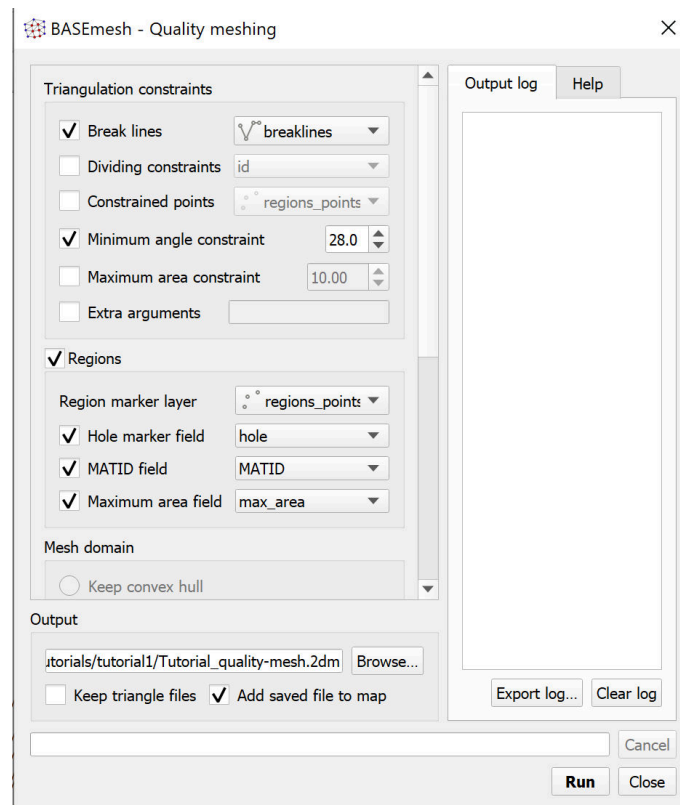 BASEmesh - Quality meshing
Output log Help
Triangulation constraints
Break lines breaklines
Dividing constraints id
Constrained points regions_points
Minimum angle constraint 28.0
Maximum area constraint 10.00
Extra arguments
Regions
Region marker layer regions_points
Hole marker field hole
MATID field MATID
Maximum area field max_area
Mesh domain
Keep convex hull
Output
utorials/tutorial1/Tutorial_quality-mesh.2dm Browse...
Keep triangle files Add saved file to map
Export log... Clear log
Cancel
Run Close